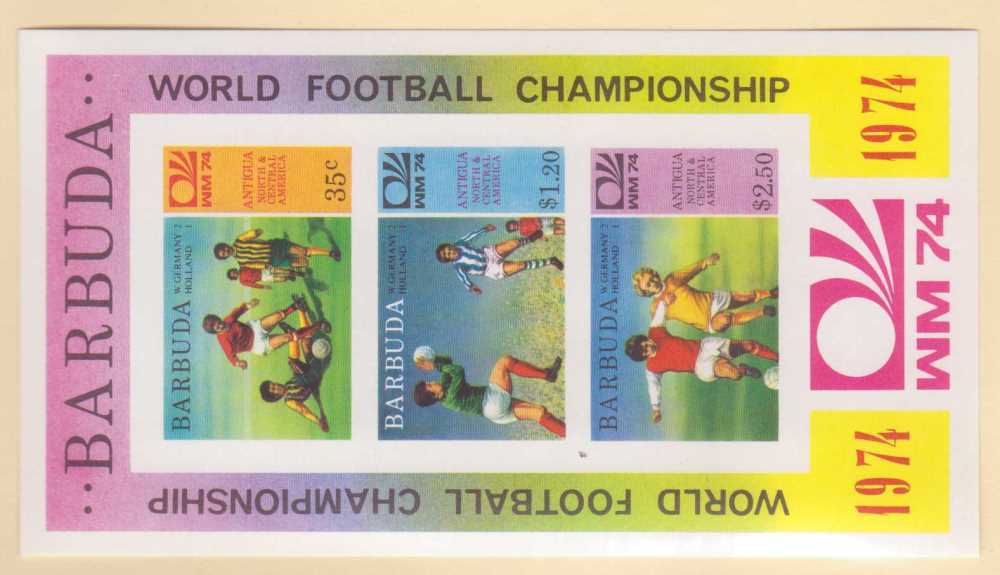 WORLD FOOTBALL CHAMPIONSHIP
..BARBUDA..
1974
WM 74
ANTIGUA
NORTH &
CENTRAL
AMERICA
35c
BARBUDA
W. GERMANY 2
HOLLAND 1
WM 74
ANTIGUA
NORTH &
CENTRAL
AMERICA
$1.20
BARBUDA
W. GERMANY 2
HOLLAND 1
WM 74
ANTIGUA
NORTH &
CENTRAL
AMERICA
$2.50
BARBUDA
W. GERMANY 2
HOLLAND 1
WM 74
1974
WORLD FOOTBALL CHAMPIONSHIP